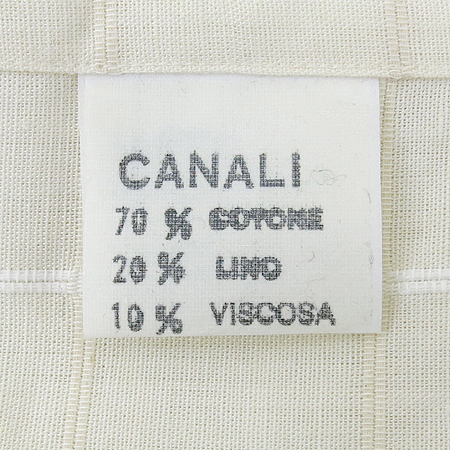 CANALI
70 % COTONE
20 % LINO
10 % VISCOSA